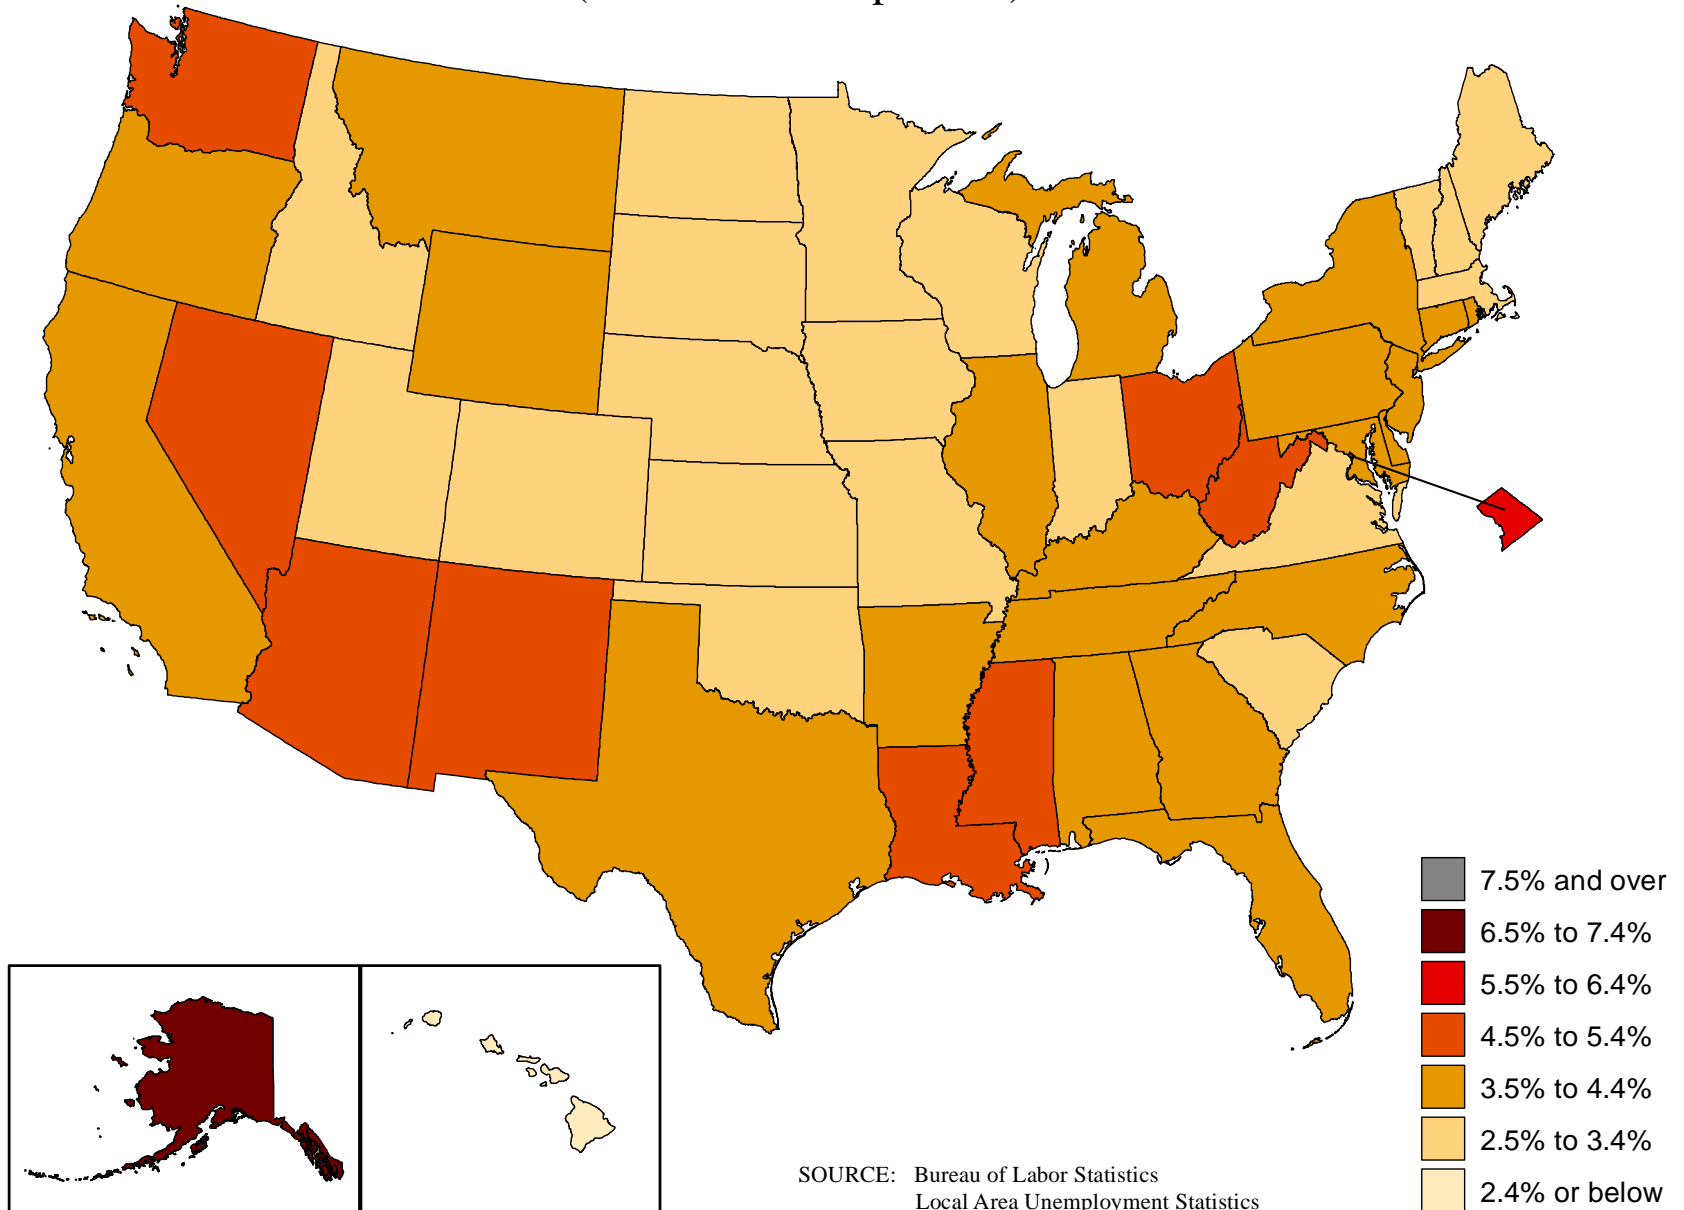 7.5% and over
6.5% to 7.4%
5.5% to 6.4%
4.5% to 5.4%
3.5% to 4.4%
2.5% to 3.4%
2.4% or below
SOURCE: Bureau of Labor Statistics
Local Area Unemployment Statistics